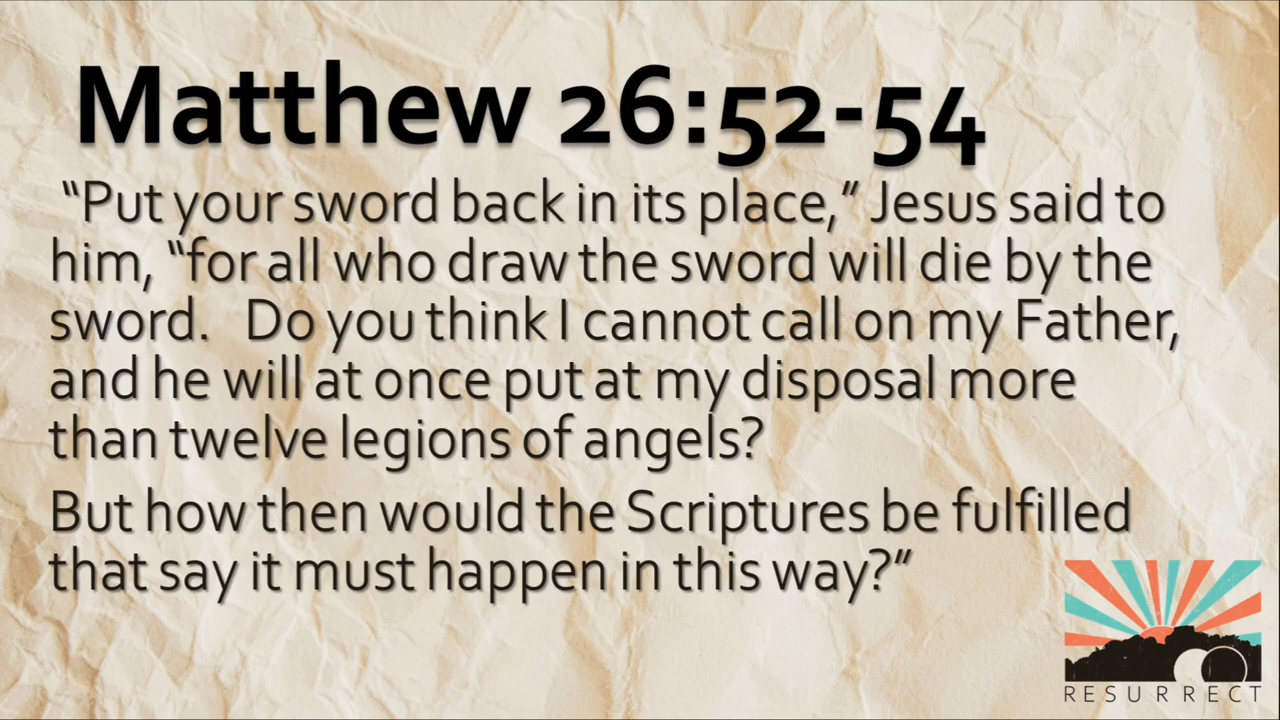 Matthew 26:52-54
“Put your sword back in its place,” Jesus said to
him, “for all who draw the sword will die by the
sword.   Do you think I cannot call on my Father,
and he will at once put at my disposal more
than twelve legions of angels?
But how then would the Scriptures be fulfilled
that say it must happen in this way?”
RESURRECT